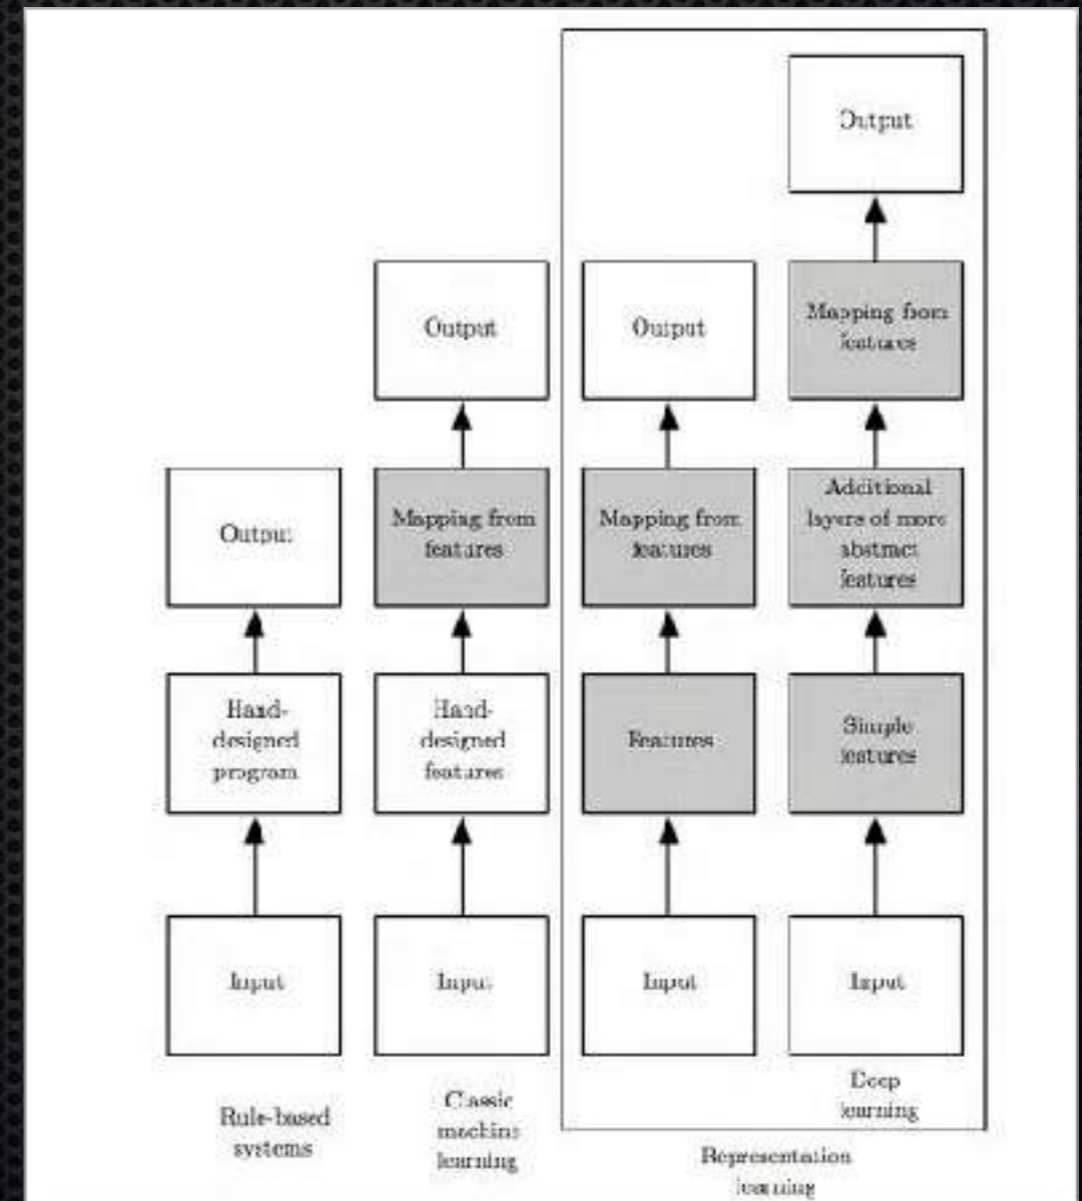 Output
Output
Output
Mapping from
features
Output
Mapping from
features
Mapping from
features
Additional
layers of more
abstract
features
Hand-
designed
program
Hand-
designed
features
Features
Simple
features
Input
Input
Input
Input
Rule-based
systems
Classic
machine
learning
Deep
learning
Representation
learning